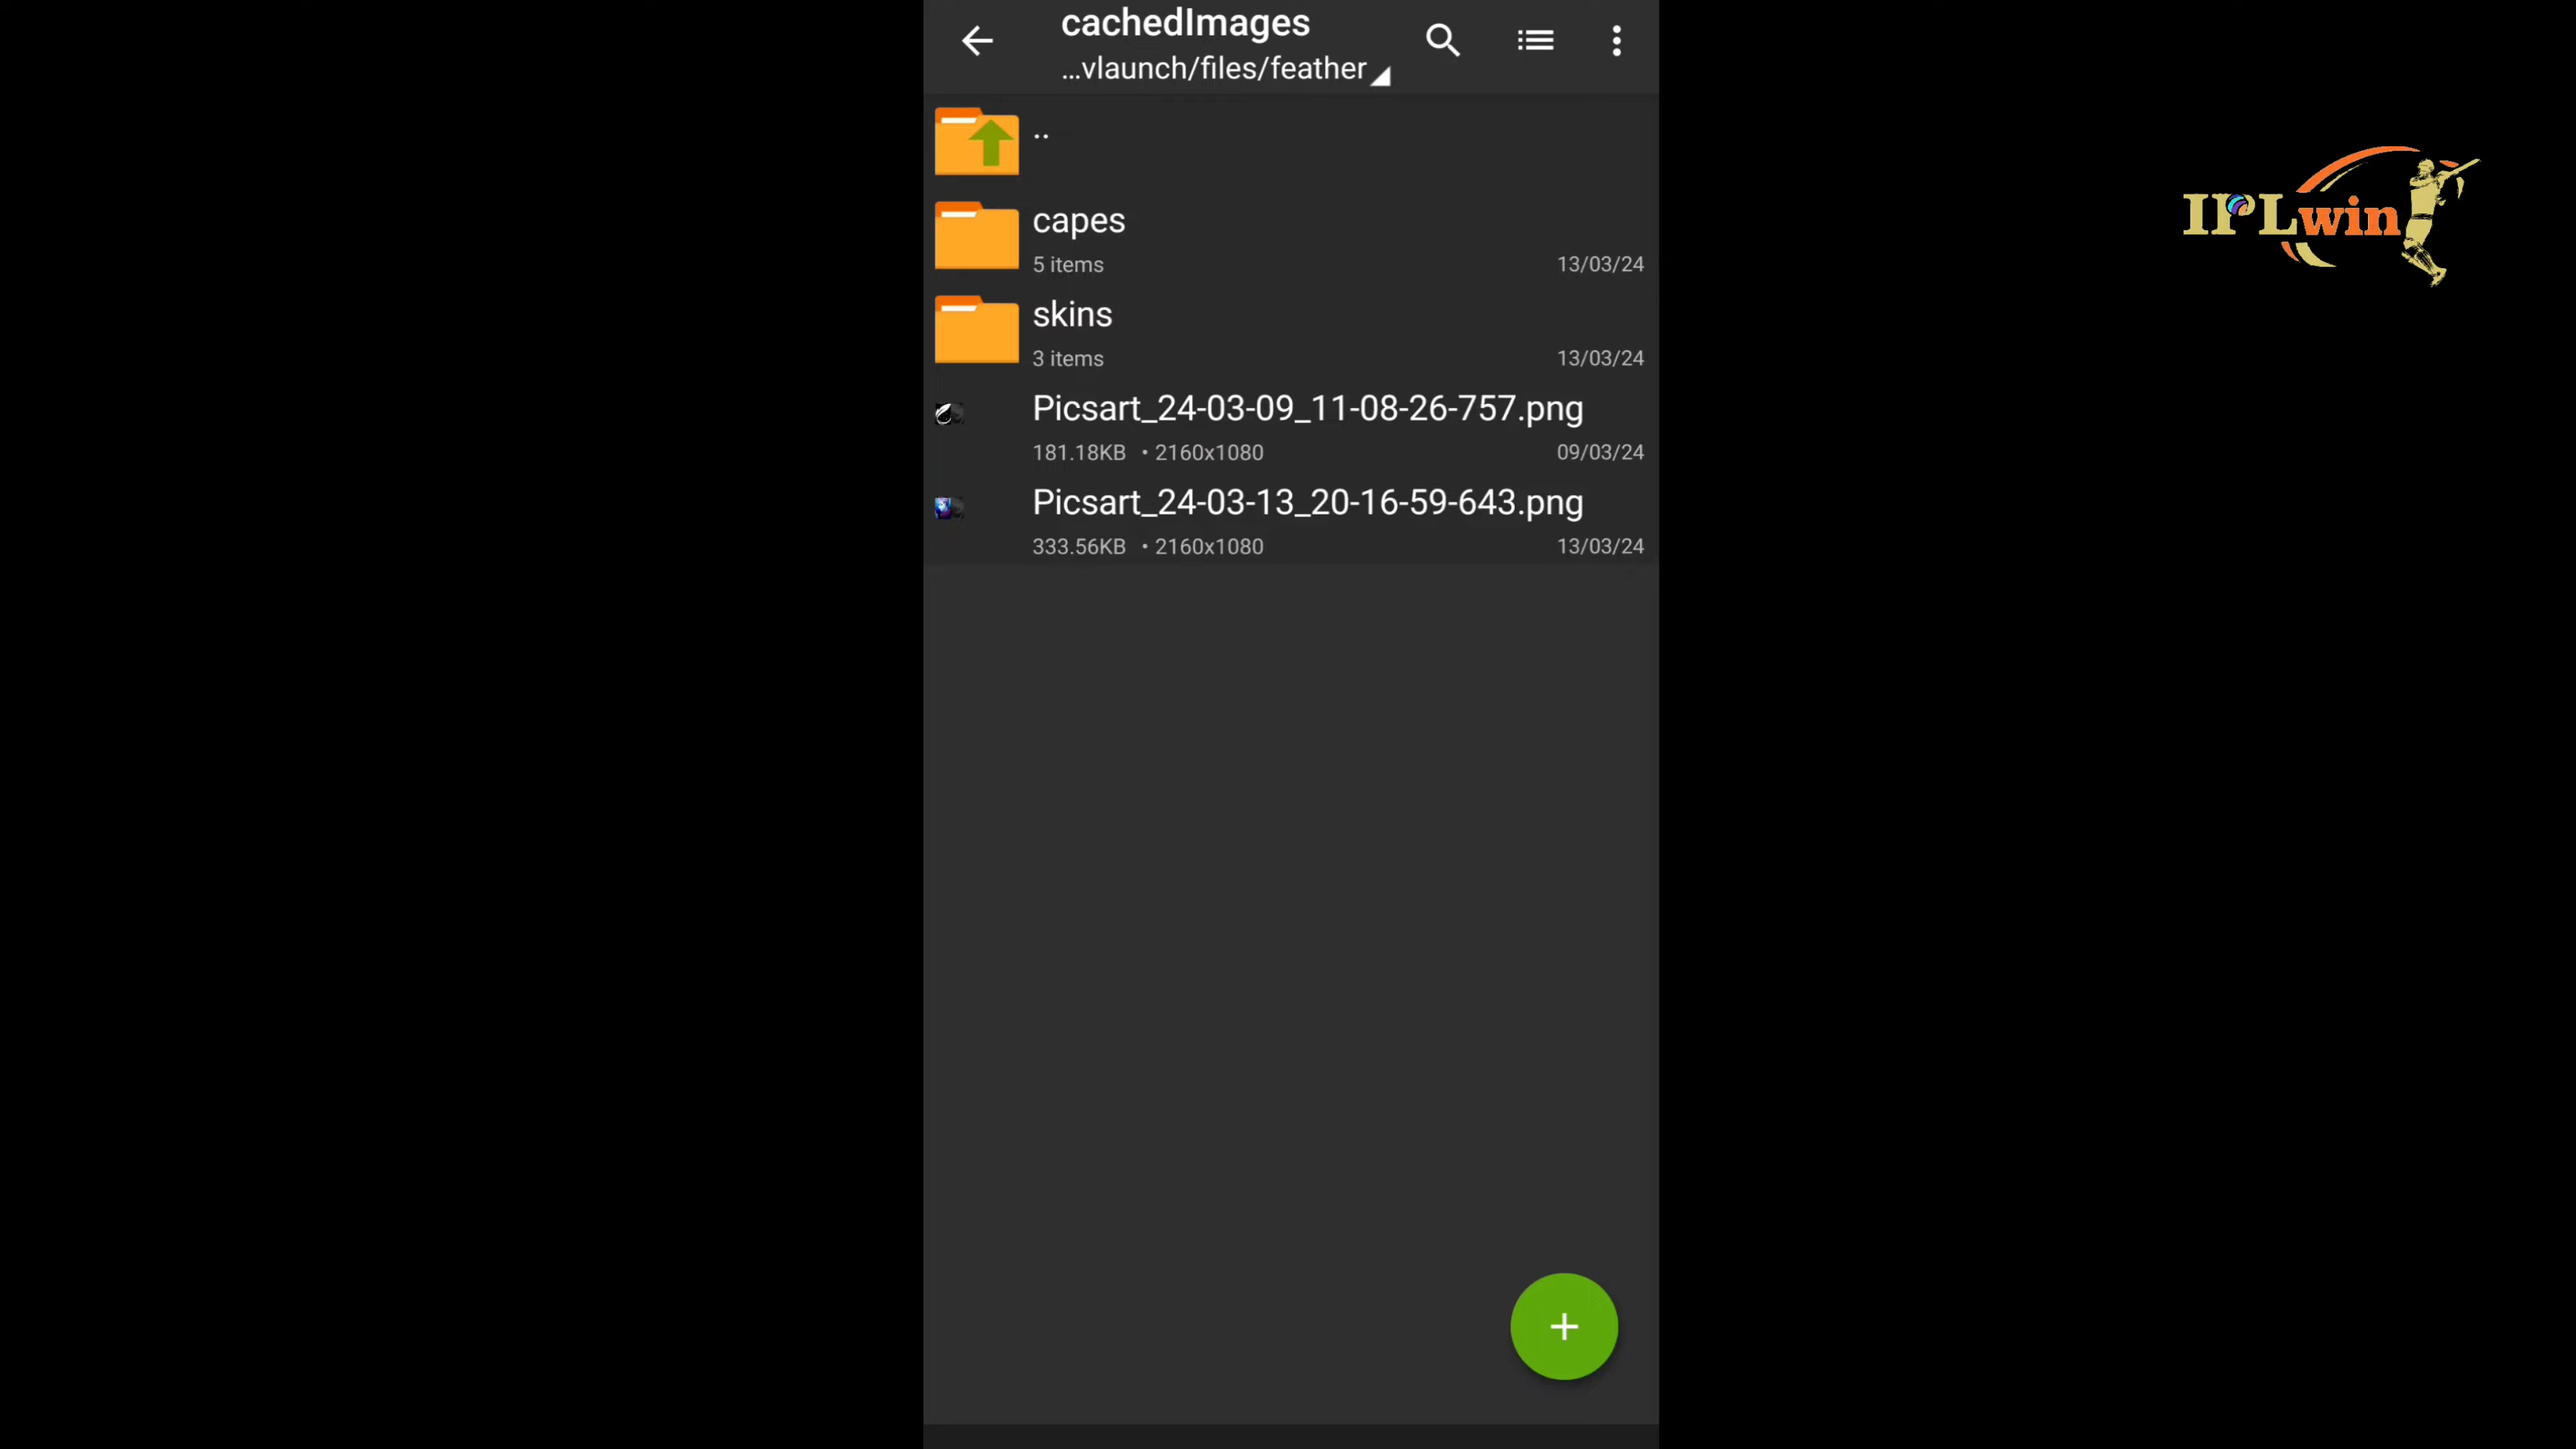 cachedImages
...vlaunch/files/feather
..
capes
5 items
13/03/24
skins
3 items
13/03/24
Picsart_24-03-09_11-08-26-757.png
181.18KB • 2160x1080
09/03/24
Picsart_24-03-13_20-16-59-643.png
333.56KB • 2160x1080
13/03/24
IPLwin